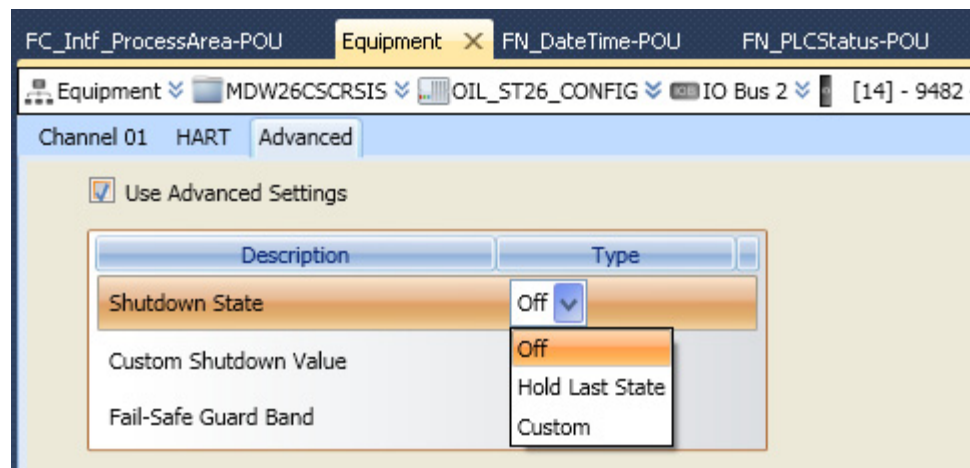 FC_Intf_ProcessArea-POU Equipment FN_DateTime-POU FN_PLCStatus-POU
Equipment MDW26CSCRSIS OIL_ST26_CONFIG IO Bus 2 [14] - 9482
Channel 01 HART Advanced
Use Advanced Settings
Description Type
Shutdown State Off
Off
Custom Shutdown Value
Hold Last State
Fail-Safe Guard Band
Custom